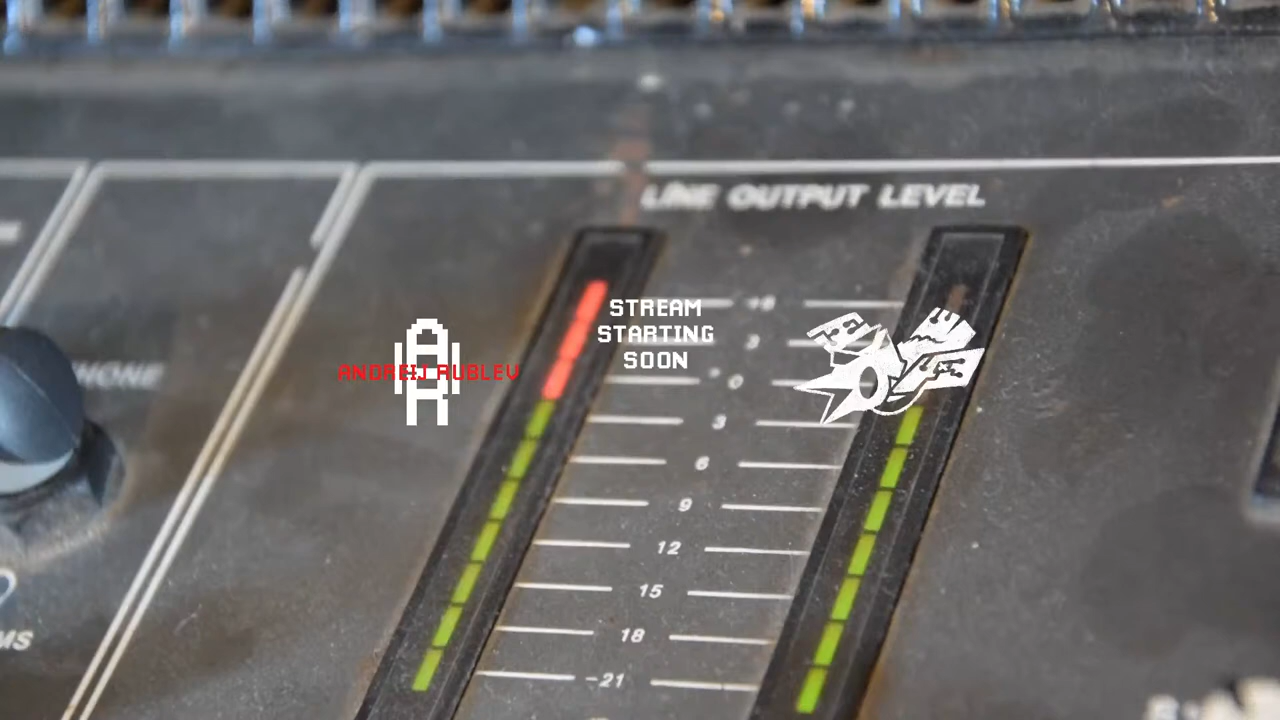 LINE OUTPUT LEVEL
STREAM
STARTING
SOON
ANDREIJ RUBLEV
AR
3
0
3
6
9
12
15
18
-21
HONE
MS